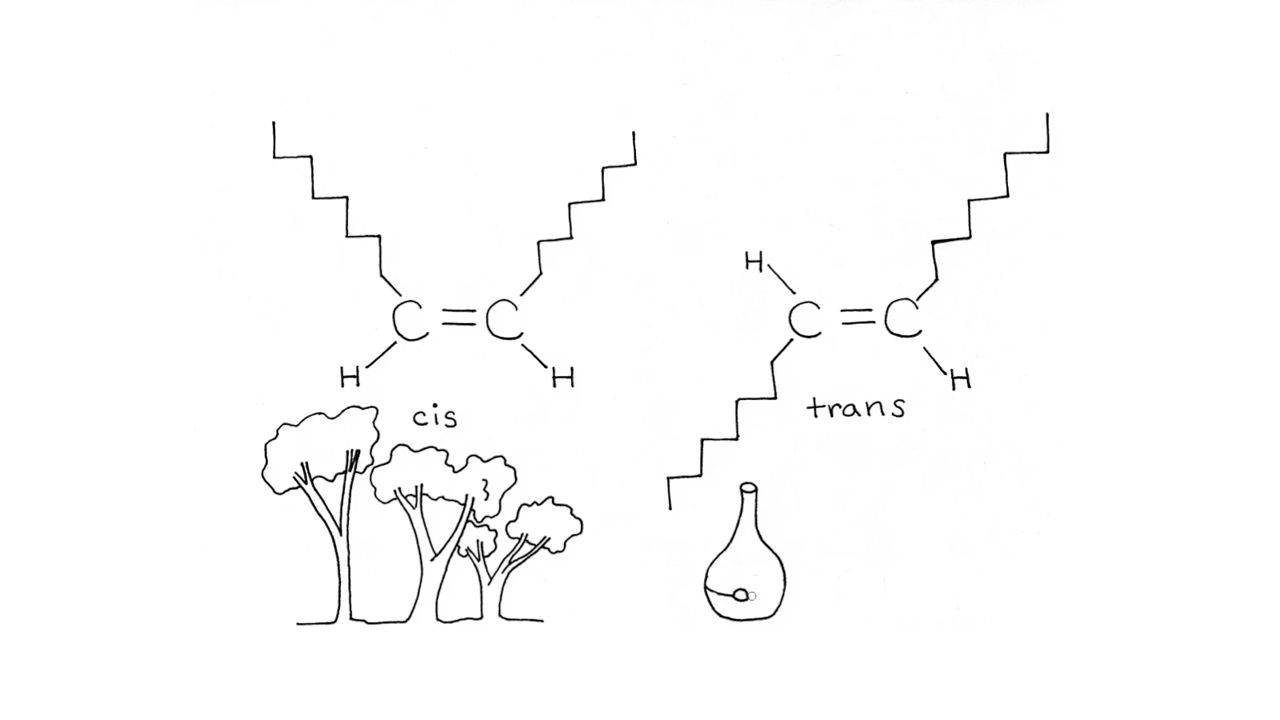 H
C = C
C = C
H H
H
cis
trans